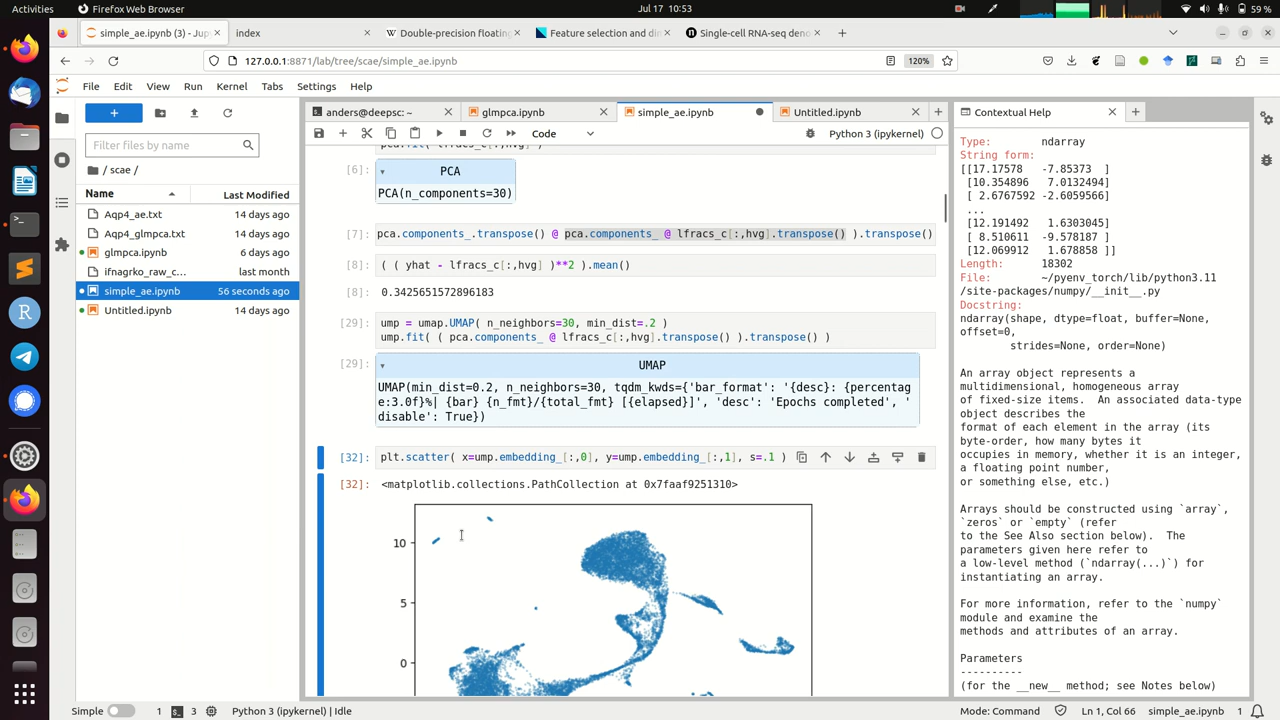 Activities
Firefox Web Browser
Jul 17 10:53
59 %
simple_ae.ipynb (3) - Jup
index
Double-precision floating
Feature selection and di
Single-cell RNA-seq deno
127.0.0.1:8871/lab/tree/scae/simple_ae.ipynb
120%
File Edit View Run Kernel Tabs Settings Help
anders@deepsc: ~
glmpca.ipynb
simple_ae.ipynb
Untitled.ipynb
Contextual Help
Code
Python 3 (ipykernel)
Filter files by name
/ scae /
Name
Last Modified
Aqp4_ae.txt 14 days ago
Aqp4_glmpca.txt 14 days ago
glmpca.ipynb 6 days ago
ifnagrko_raw_c... last month
simple_ae.ipynb 56 seconds ago
Untitled.ipynb 14 days ago
pca.fit( lfracs_c[:,hvg] )
[6]:
PCA
PCA(n_components=30)
[7]: pca.components_.transpose() @ pca.components_ @ lfracs_c[:,hvg].transpose() ).transpose()
[8]: ( ( yhat - lfracs_c[:,hvg] )**2 ).mean()
[8]: 0.3425651572896183
[29]: ump = umap.UMAP( n_neighbors=30, min_dist=.2 )
ump.fit( ( pca.components_ @ lfracs_c[:,hvg].transpose() ).transpose() )
[29]:
UMAP
UMAP(min_dist=0.2, n_neighbors=30, tqdm_kwds={'bar_format': '{desc}: {percentag
e:3.0f}%| {bar} {n_fmt}/{total_fmt} [{elapsed}]', 'desc': 'Epochs completed', '
disable': True})
[32]: plt.scatter( x=ump.embedding_[:,0], y=ump.embedding_[:,1], s=.1 )
[32]: <matplotlib.collections.PathCollection at 0x7faaf9251310>
10
5
0
Type: ndarray
String form:
[[17.17578 -7.85373 ]
[10.354896 7.0132494 ]
[ 2.6767592 -2.6059566 ]
...
[12.091492 1.6303045]
[ 8.510611 -9.578187 ]
[12.069912 1.678858 ]]
Length: 18302
File: ~/pyenv_torch/lib/python3.11
/site-packages/numpy/__init__.py
Docstring:
ndarray(shape, dtype=float, buffer=None,
offset=0,
strides=None, order=None)
An array object represents a
multidimensional, homogeneous array
of fixed-size items. An associated data-type
object describes the
format of each element in the array (its
byte-order, how many bytes it
occupies in memory, whether it is an integer,
a floating point number,
or something else, etc.)
Arrays should be constructed using `array`,
`zeros` or `empty` (refer
to the See Also section below). The
parameters given here refer to
a low-level method (`ndarray(...)`) for
instantiating an array.
For more information, refer to the `numpy`
module and examine the
methods and attributes of an array.
Parameters
----------
(for the __new__ method; see Notes below)
Simple
1
3
Python 3 (ipykernel) | Idle
Mode: Command
Ln 1, Col 66
simple_ae.ipynb
1